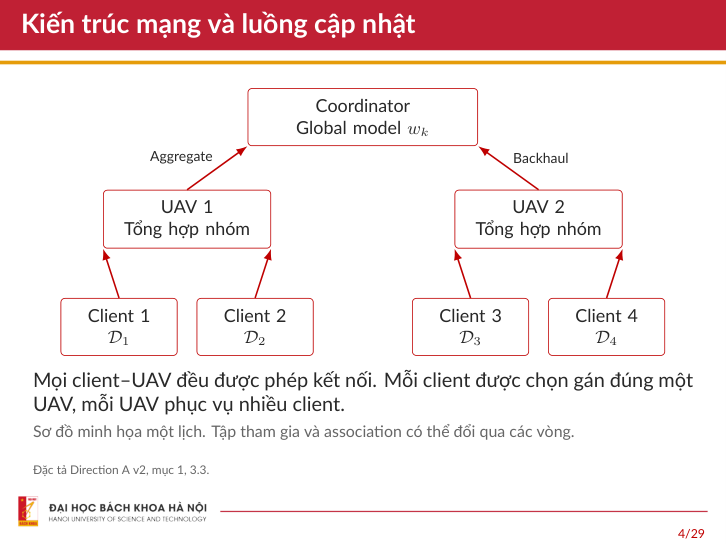 Kiến trúc mạng và luồng cập nhật
Coordinator
Global model w_k
Aggregate
Backhaul
UAV 1
Tổng hợp nhóm
UAV 2
Tổng hợp nhóm
Client 1
D_1
Client 2
D_2
Client 3
D_3
Client 4
D_4
Mọi client–UAV đều được phép kết nối. Mỗi client được chọn gán đúng một
UAV, mỗi UAV phục vụ nhiều client.
Sơ đồ minh họa một lịch. Tập tham gia và association có thể đổi qua các vòng.
Đặc tả Direction A v2, mục 1, 3.3.
ĐẠI HỌC BÁCH KHOA HÀ NỘI
HANOI UNIVERSITY OF SCIENCE AND TECHNOLOGY
4/29